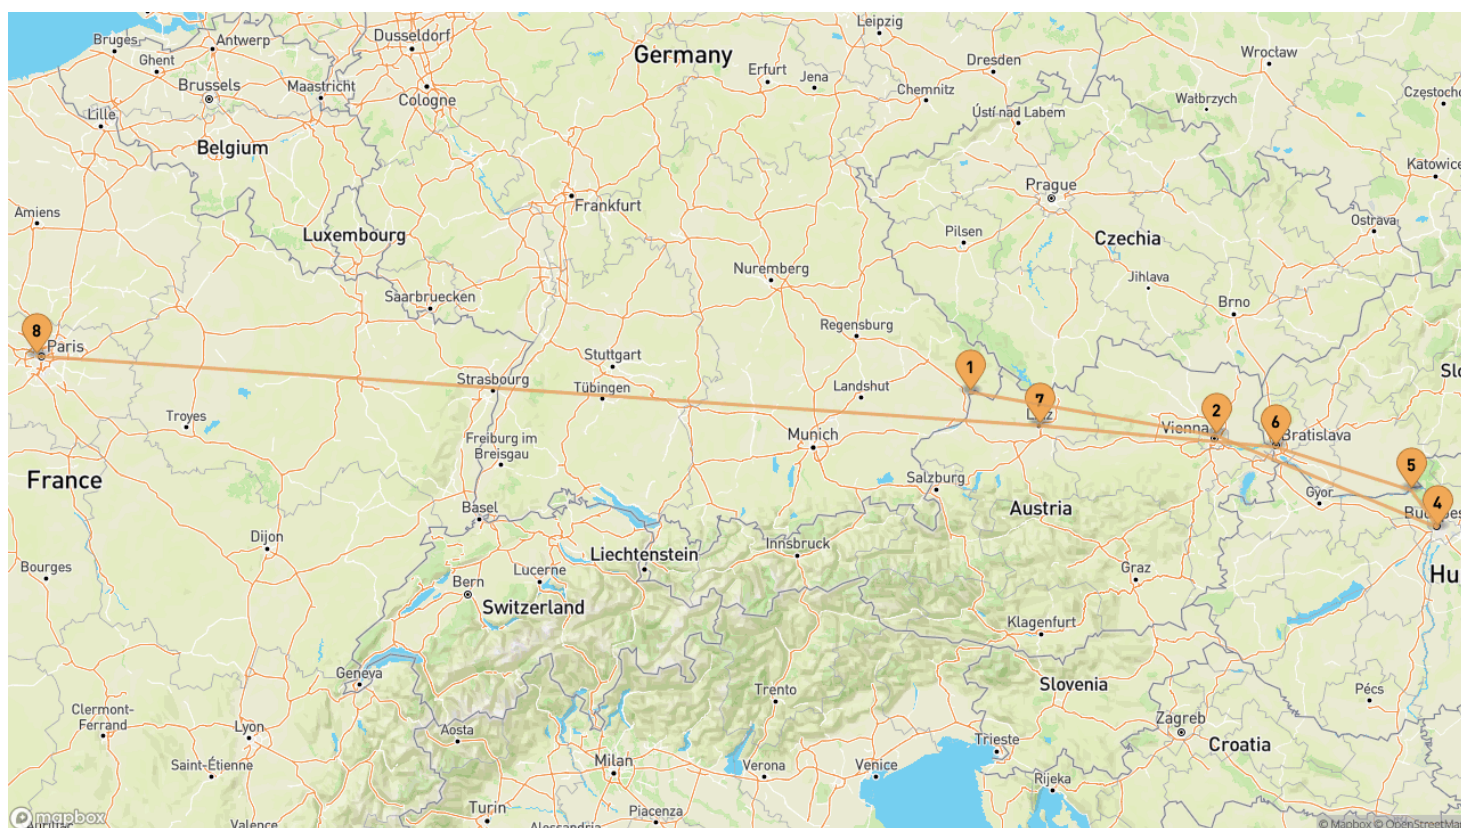 Bruges
Antwerp
Ghent
Dusseldorf
Germany
Leipzig
Brussels
Maastricht
Cologne
Erfurt
Jena
Dresden
Wrocław
Chemnitz
Lille
Belgium
Ústí nad Labem
Wałbrzych
Katowice
Prague
Amiens
Luxembourg
Frankfurt
Pilsen
Czechia
Ostrava
Nuremberg
Jihlava
Saarbruecken
Brno
8
Paris
Regensburg
Stuttgart
1
Strasbourg
Tübingen
Landshut
7
2
Troyes
Vienna
6
Bratislava
Freiburg im
Breisgau
Munich
5
France
Salzburg
Gyor
4
Basel
Austria
Dijon
Liechtenstein
Innsbruck
Bourges
Bern
Lucerne
Graz
Switzerland
Klagenfurt
Geneva
Slovenia
Trento
Pécs
Clermont-
Ferrand
Lyon
Aosta
Zagreb
Trieste
Croatia
Saint-Étienne
Milan
Verona
Venice
Rijeka
Turin
Piacenza
Valence
mapbox
Alessandria
© Mapbox © OpenStreetMap